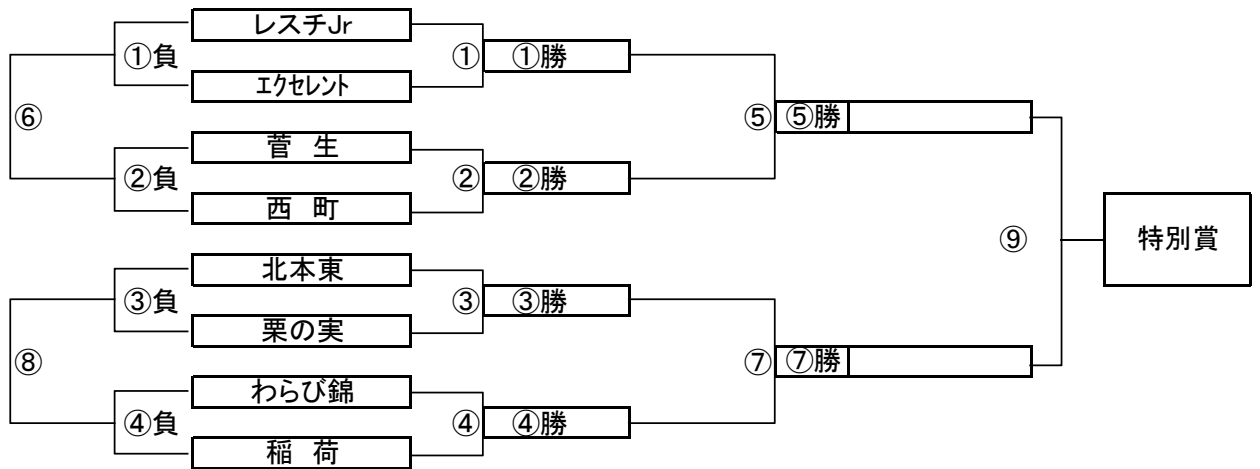 レスチJr
①負
①
①勝
エクセレント
⑥
⑤
⑤勝
菅 生
②負
②
②勝
西 町
⑨
特別賞
北本東
③負
③
③勝
栗の実
⑧
⑦
⑦勝
わらび錦
④負
④
④勝
稲 荷